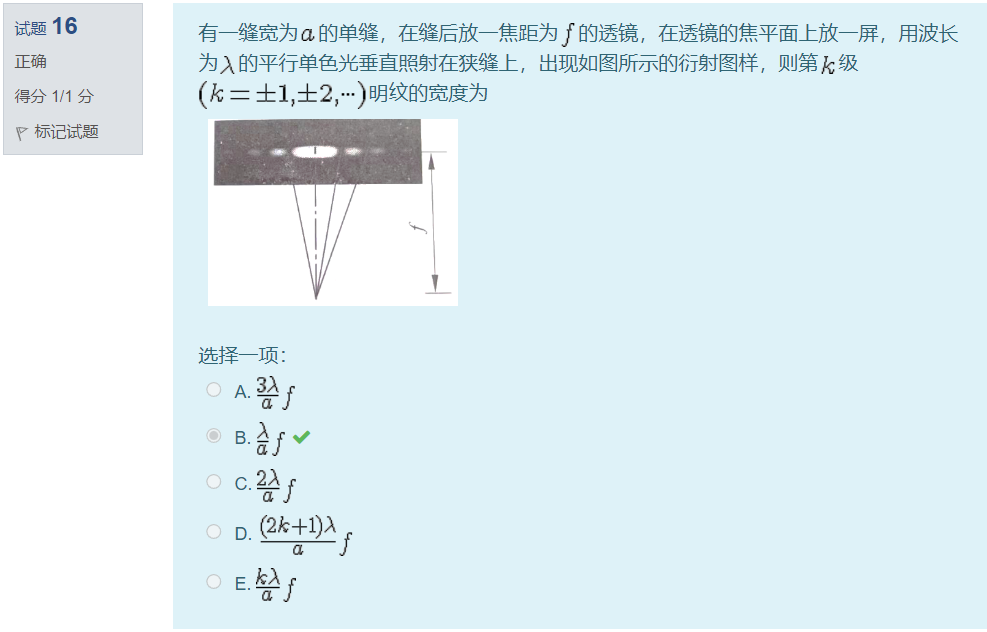 试题 16
正确
得分 1/1 分
标记试题
有一缝宽为a的单缝，在缝后放一焦距为f的透镜，在透镜的焦平面上放一屏，用波长
为λ的平行单色光垂直照射在狭缝上，出现如图所示的衍射图样，则第k级
(k=±1,±2,···)明纹的宽度为
f
选择一项：
A. \frac{3λ}{a}f
B. \frac{λ}{a}f
C. \frac{2λ}{a}f
D. \frac{(2k+1)λ}{a}f
E. \frac{kλ}{a}f